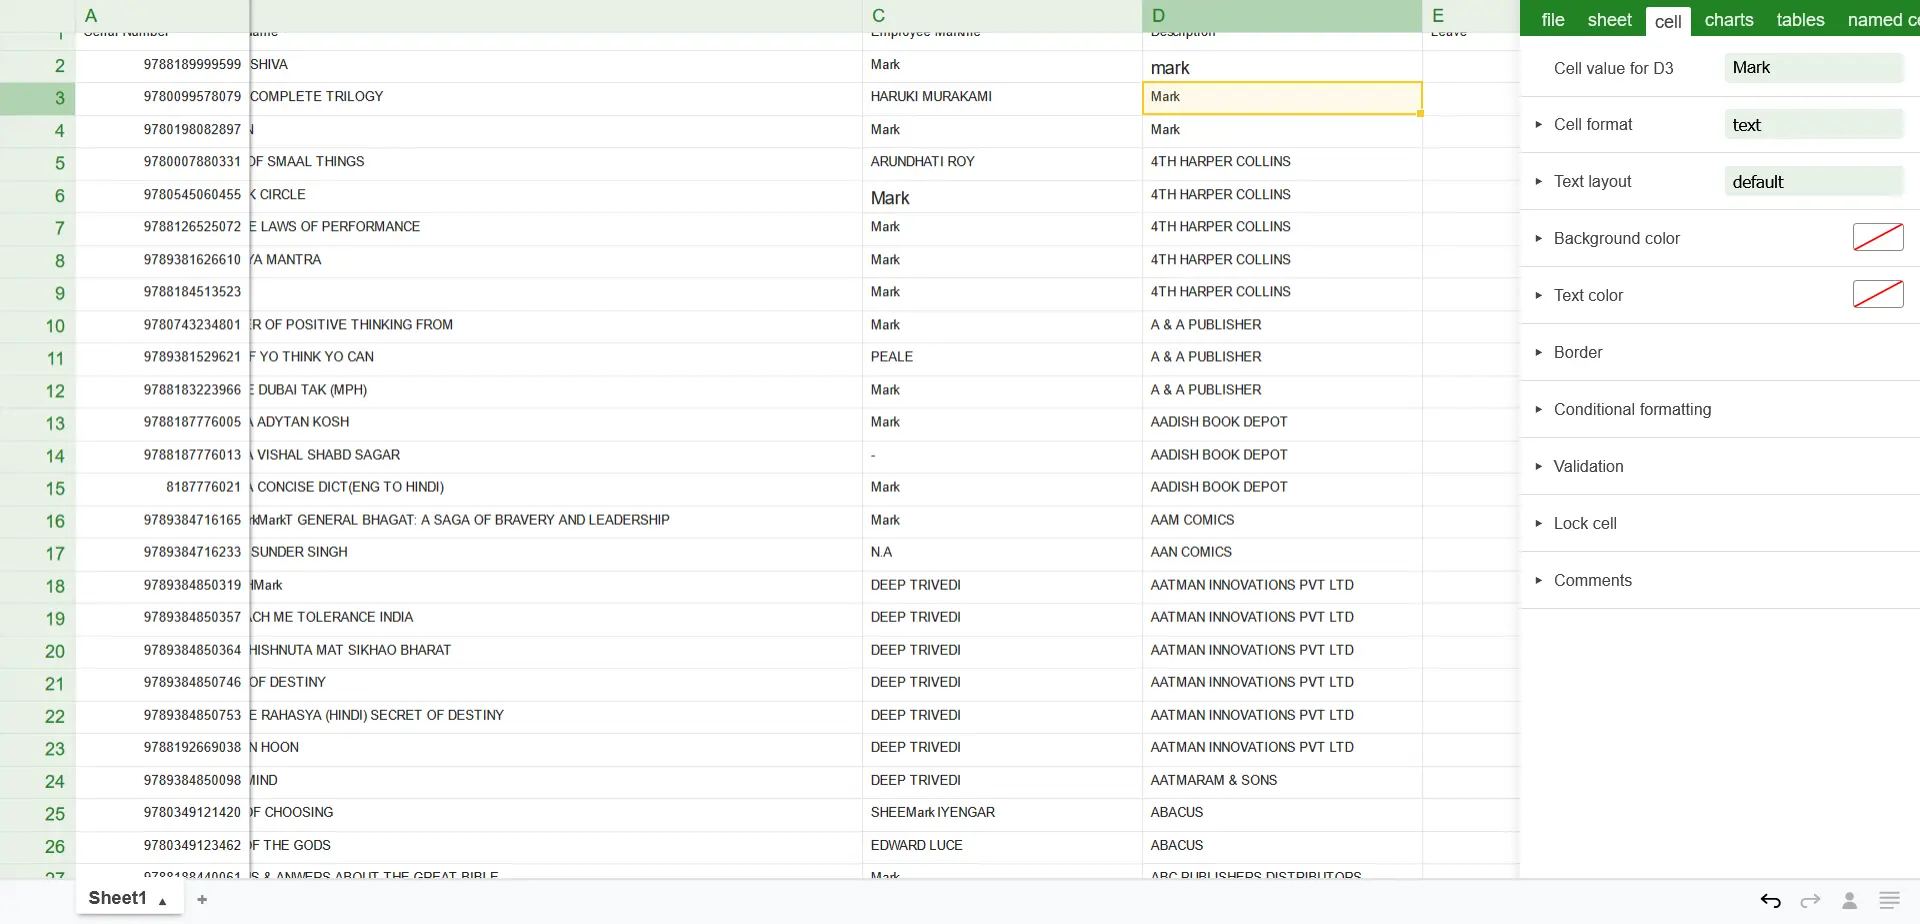 A C D E file sheet cell charts tables named ce
2 9788189999599 SHIVA Mark mark Cell value for D3 Mark
3 9780099578079 COMPLETE TRILOGY HARUKI MURAKAMI Mark
4 9780198082897 Mark Mark Cell format text
5 9780007880331 OF SMAAL THINGS ARUNDHATI ROY 4TH HARPER COLLINS
6 9780545060455 K CIRCLE Mark 4TH HARPER COLLINS Text layout default
7 9788126525072 E LAWS OF PERFORMANCE Mark 4TH HARPER COLLINS
8 9789381626610 YA MANTRA Mark 4TH HARPER COLLINS Background color
9 9788184513523 Mark 4TH HARPER COLLINS Text color
10 9780743234801 ER OF POSITIVE THINKING FROM Mark A & A PUBLISHER
11 9789381529621 F YO THINK YO CAN PEALE A & A PUBLISHER Border
12 9788183223966 E DUBAI TAK (MPH) Mark A & A PUBLISHER
13 9788187776005 A ADYTAN KOSH Mark AADISH BOOK DEPOT Conditional formatting
14 9788187776013 A VISHAL SHABD SAGAR - AADISH BOOK DEPOT Validation
15 8187776021 A CONCISE DICT(ENG TO HINDI) Mark AADISH BOOK DEPOT
16 9789384716165 rkMarkT GENERAL BHAGAT: A SAGA OF BRAVERY AND LEADERSHIP Mark AAM COMICS Lock cell
17 9789384716233 SUNDER SINGH N.A AAN COMICS
18 9789384850319 HMark DEEP TRIVEDI AATMAN INNOVATIONS PVT LTD Comments
19 9789384850357 ACH ME TOLERANCE INDIA DEEP TRIVEDI AATMAN INNOVATIONS PVT LTD
20 9789384850364 HISHNUTA MAT SIKHAO BHARAT DEEP TRIVEDI AATMAN INNOVATIONS PVT LTD
21 9789384850746 OF DESTINY DEEP TRIVEDI AATMAN INNOVATIONS PVT LTD
22 9789384850753 E RAHASYA (HINDI) SECRET OF DESTINY DEEP TRIVEDI AATMAN INNOVATIONS PVT LTD
23 9788192669038 N HOON DEEP TRIVEDI AATMAN INNOVATIONS PVT LTD
24 9789384850098 MIND DEEP TRIVEDI AATMARAM & SONS
25 9780349121420 OF CHOOSING SHEEMark IYENGAR ABACUS
26 9780349123462 OF THE GODS EDWARD LUCE ABACUS
27 9788188440061 S & ANWERS ABOUT THE GREAT BIBLE Mark ABC PUBLISHERS DISTRIBUTORS
Sheet1 +